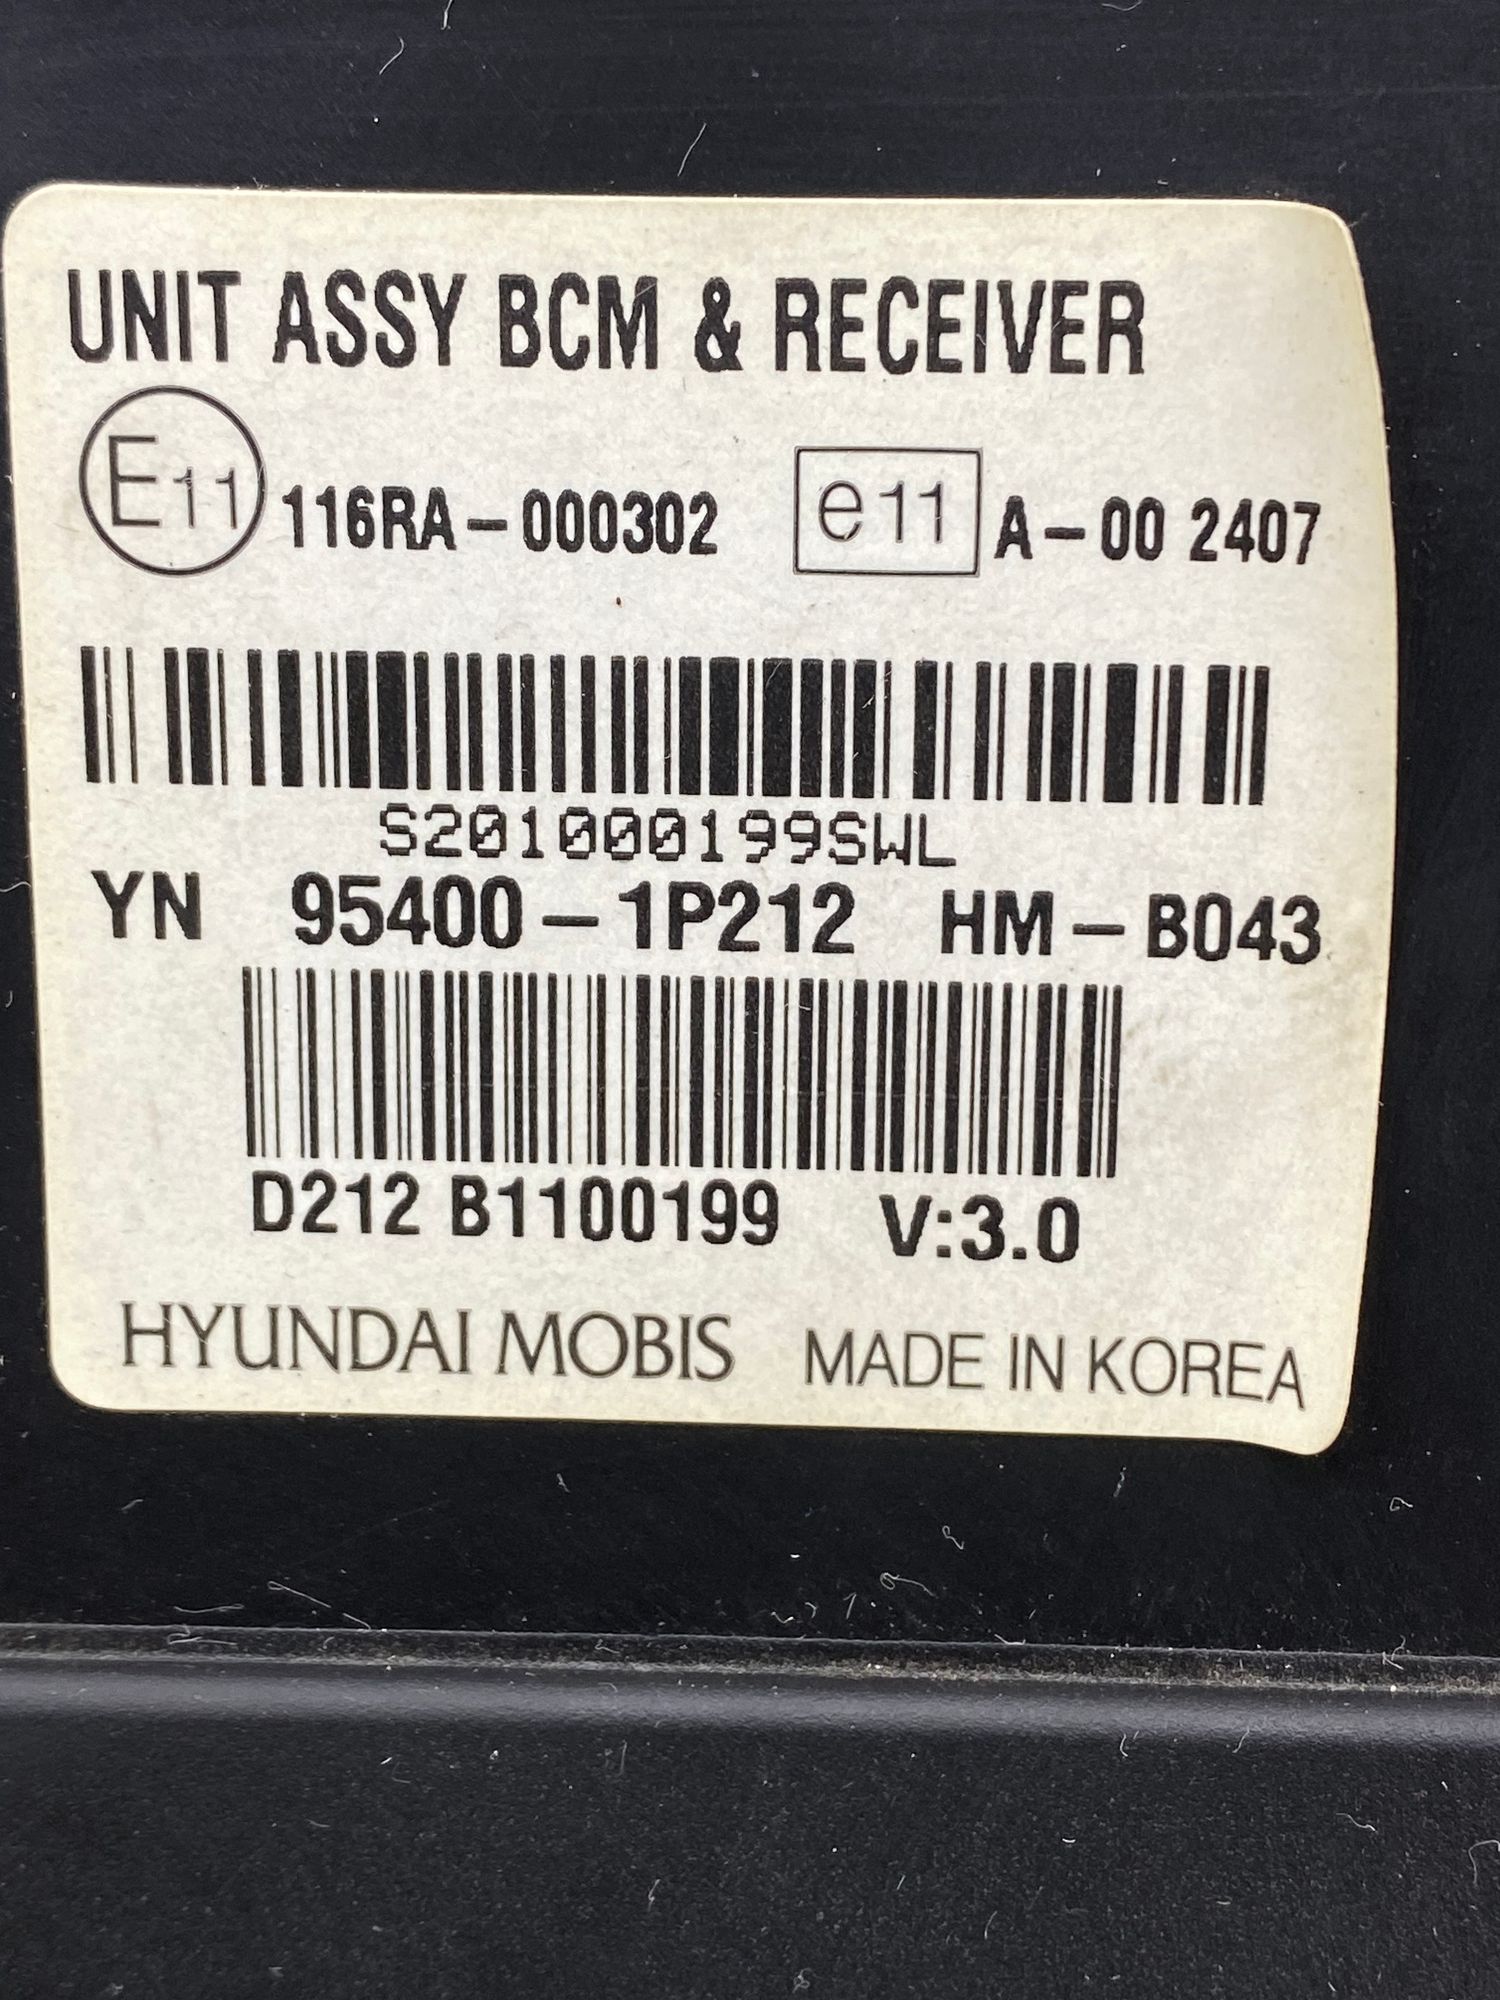 UNIT ASSY BCM & RECEIVER
E11 116RA-000302 e11 A-00 2407
S201000199SWL
YN 95400-1P212 HM-B043
D212 B1100199 V:3.0
HYUNDAI MOBIS MADE IN KOREA